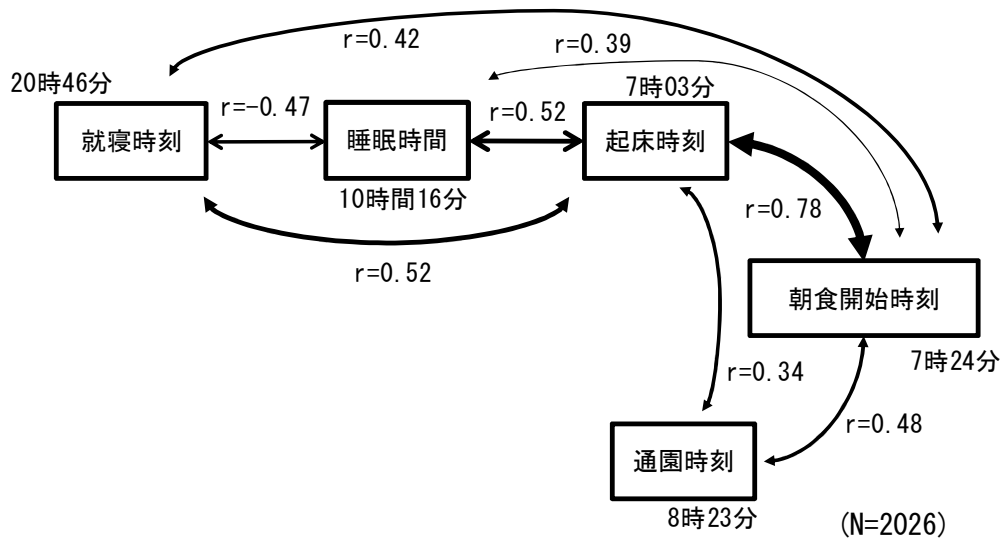 r=0.42
r=0.39
20時46分
7時03分
r=-0.47
r=0.52
就寝時刻
睡眠時間
起床時刻
10時間16分
r=0.78
r=0.52
朝食開始時刻
7時24分
r=0.34
r=0.48
通園時刻
8時23分
(N=2026)